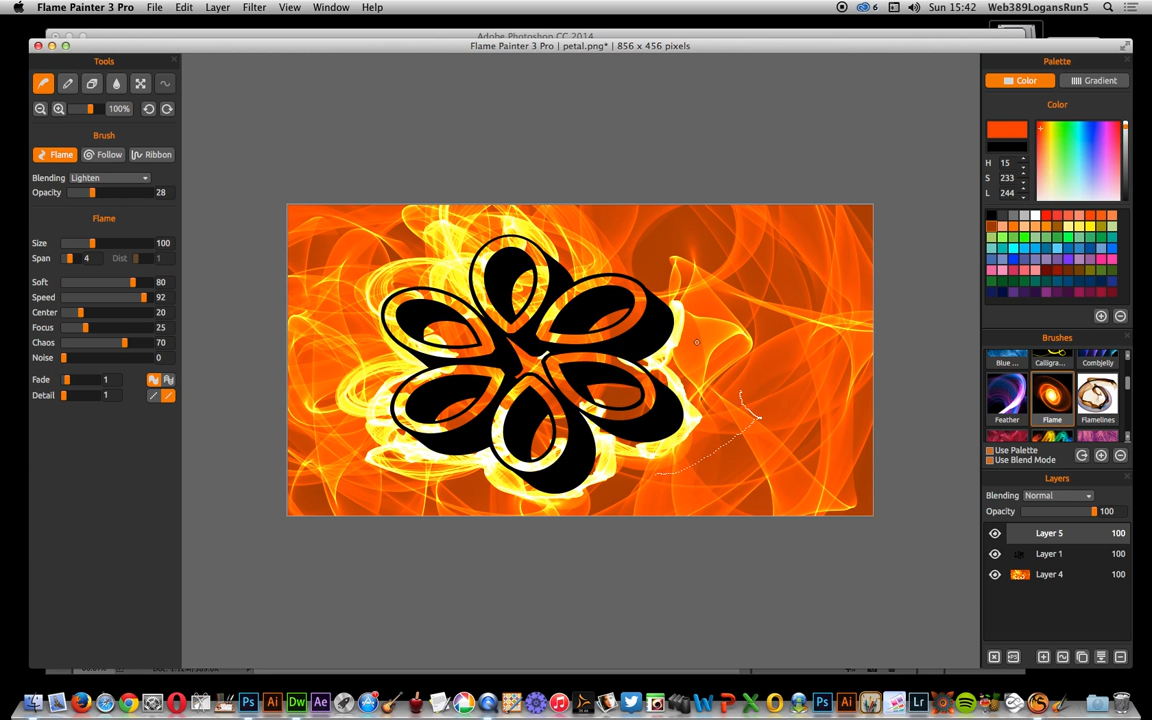 Flame Painter 3 Pro File Edit Layer Filter View Window Help 6 Sun 15:42 Web389LogansRun5
Adobe Photoshop CC 2014
Flame Painter 3 Pro | petal.png* | 856 x 456 pixels
Tools
100%
Brush
Flame Follow Ribbon
Blending Lighten
Opacity 28
Flame
Size 100
Span 4 Dist 1
Soft 80
Speed 92
Center 20
Focus 25
Chaos 70
Noise 0
Fade 1
Detail 1
Palette
Color Gradient
Color
H 15
S 233
L 244
Brushes
Blue ... Calligra... Combjelly
Feather Flame Flamelines
Use Palette
Use Blend Mode
Layers
Blending Normal
Opacity 100
Layer 5 100
Layer 1 100
Layer 4 100